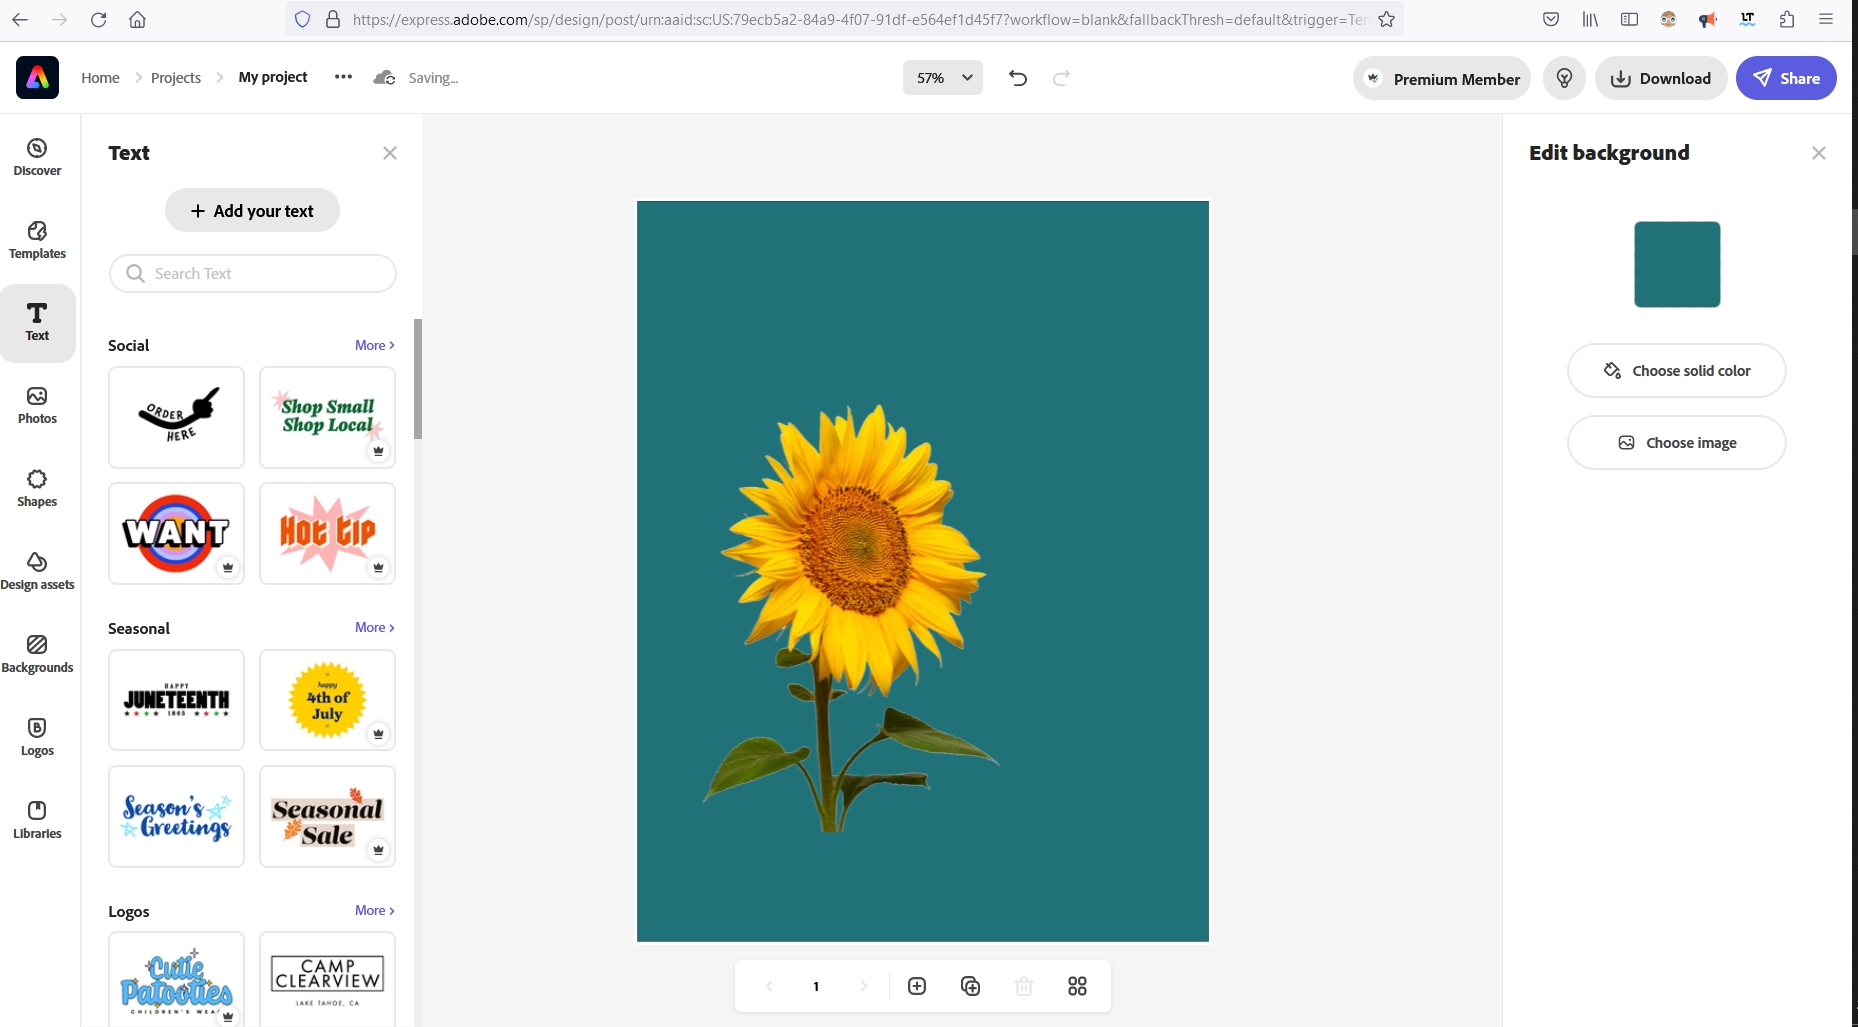 https://express.adobe.com/sp/design/post/urn:aaid:sc:US:79ecb5a2-84a9-4f07-91df-e564ef1d45f7?workflow=blank&fallbackThresh=default&trigger=Ter
LT
Home
Projects
My project
Saving...
57%
Premium Member
Download
Share
Discover
Templates
Text
Photos
Shapes
Design assets
Backgrounds
Logos
Libraries
Text
+ Add your text
Search Text
Social
More >
ORDER
HERE
Shop Small
Shop Local
WANT
Hot tip
Seasonal
More >
HAPPY
JUNETEENTH
1865
happy
4th of
July
Season's
Greetings
Seasonal
Sale
Logos
More >
Cutie
Patooties
CHILDREN'S WEA
CAMP
CLEARVIEW
LAKE TAHOE, CA
1
Edit background
Choose solid color
Choose image